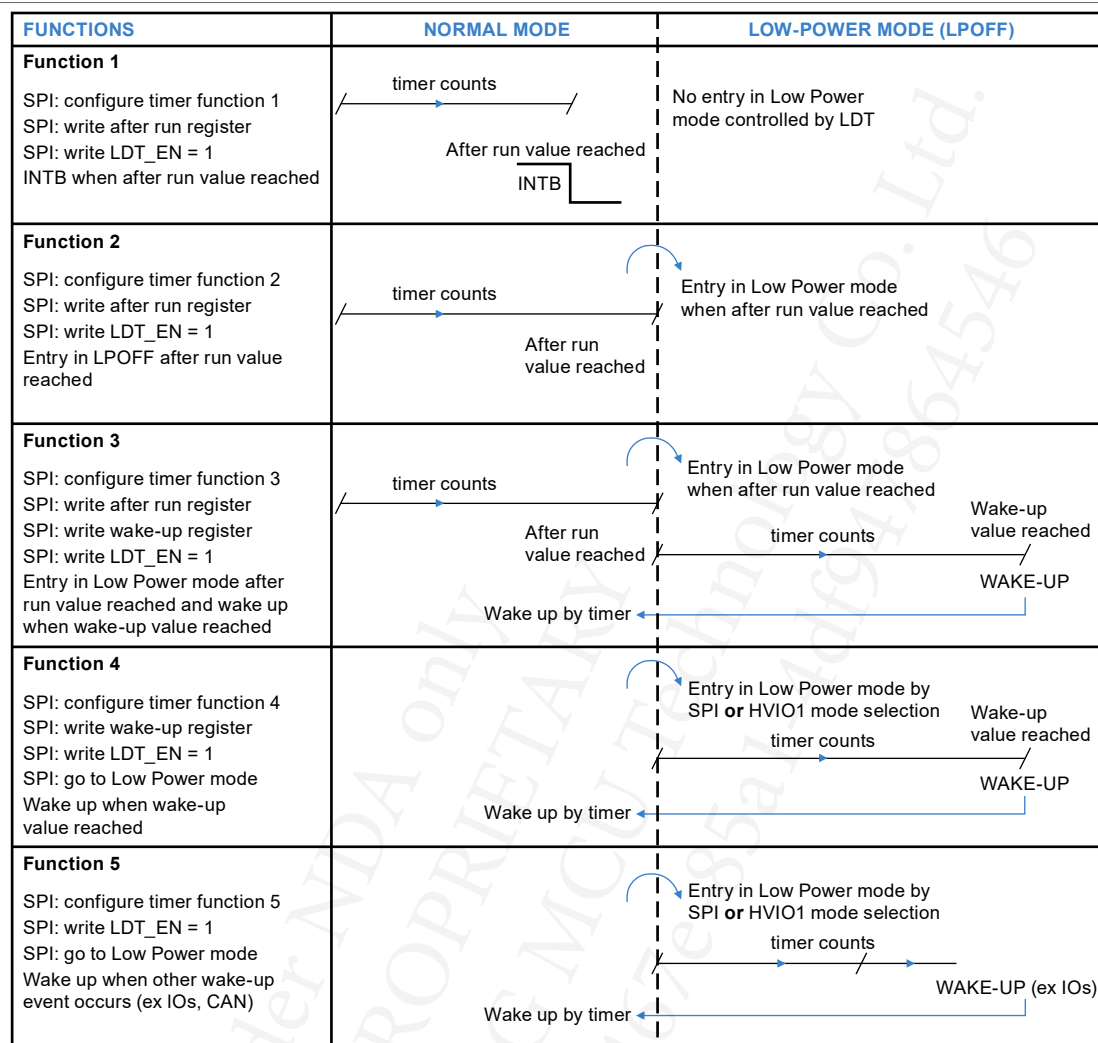 FUNCTIONS
NORMAL MODE
LOW-POWER MODE (LPOFF)
Function 1
SPI: configure timer function 1
SPI: write after run register
SPI: write LDT_EN = 1
INTB when after run value reached
timer counts
After run value reached
INTB
No entry in Low Power
mode controlled by LDT
Function 2
SPI: configure timer function 2
SPI: write after run register
SPI: write LDT_EN = 1
Entry in LPOFF after run value
reached
timer counts
After run
value reached
Entry in Low Power mode
when after run value reached
Function 3
SPI: configure timer function 3
SPI: write after run register
SPI: write wake-up register
SPI: write LDT_EN = 1
Entry in Low Power mode after
run value reached and wake up
when wake-up value reached
timer counts
After run
value reached
Wake up by timer
Entry in Low Power mode
when after run value reached
timer counts
Wake-up
value reached
WAKE-UP
Function 4
SPI: configure timer function 4
SPI: write wake-up register
SPI: write LDT_EN = 1
SPI: go to Low Power mode
Wake up when wake-up
value reached
Wake up by timer
Entry in Low Power mode by
SPI or HVIO1 mode selection
timer counts
Wake-up
value reached
WAKE-UP
Function 5
SPI: configure timer function 5
SPI: write LDT_EN = 1
SPI: go to Low Power mode
Wake up when other wake-up
event occurs (ex IOs, CAN)
Wake up by timer
Entry in Low Power mode by
SPI or HVIO1 mode selection
timer counts
WAKE-UP (ex IOs)
der NDA only
ROPRIETARY
G MCU Technology Co. Ltd.